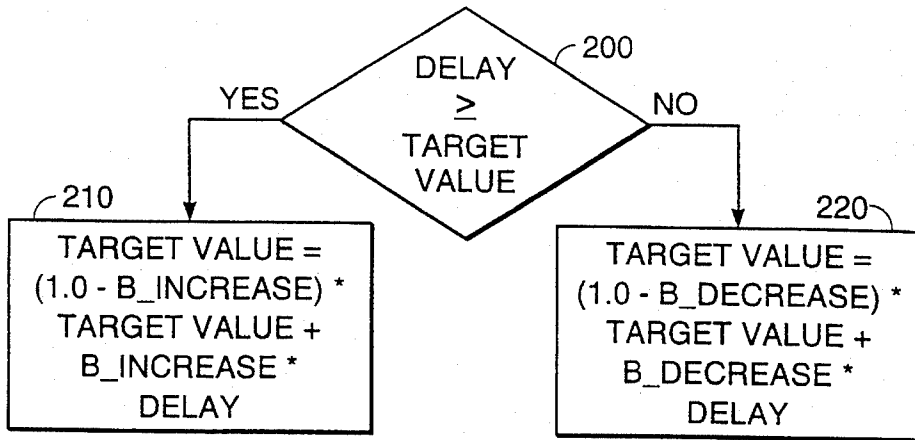 200
DELAY
≥
TARGET
VALUE
YES
NO
210
TARGET VALUE =
(1.0 - B_INCREASE) *
TARGET VALUE +
B_INCREASE *
DELAY
220
TARGET VALUE =
(1.0 - B_DECREASE) *
TARGET VALUE +
B_DECREASE *
DELAY